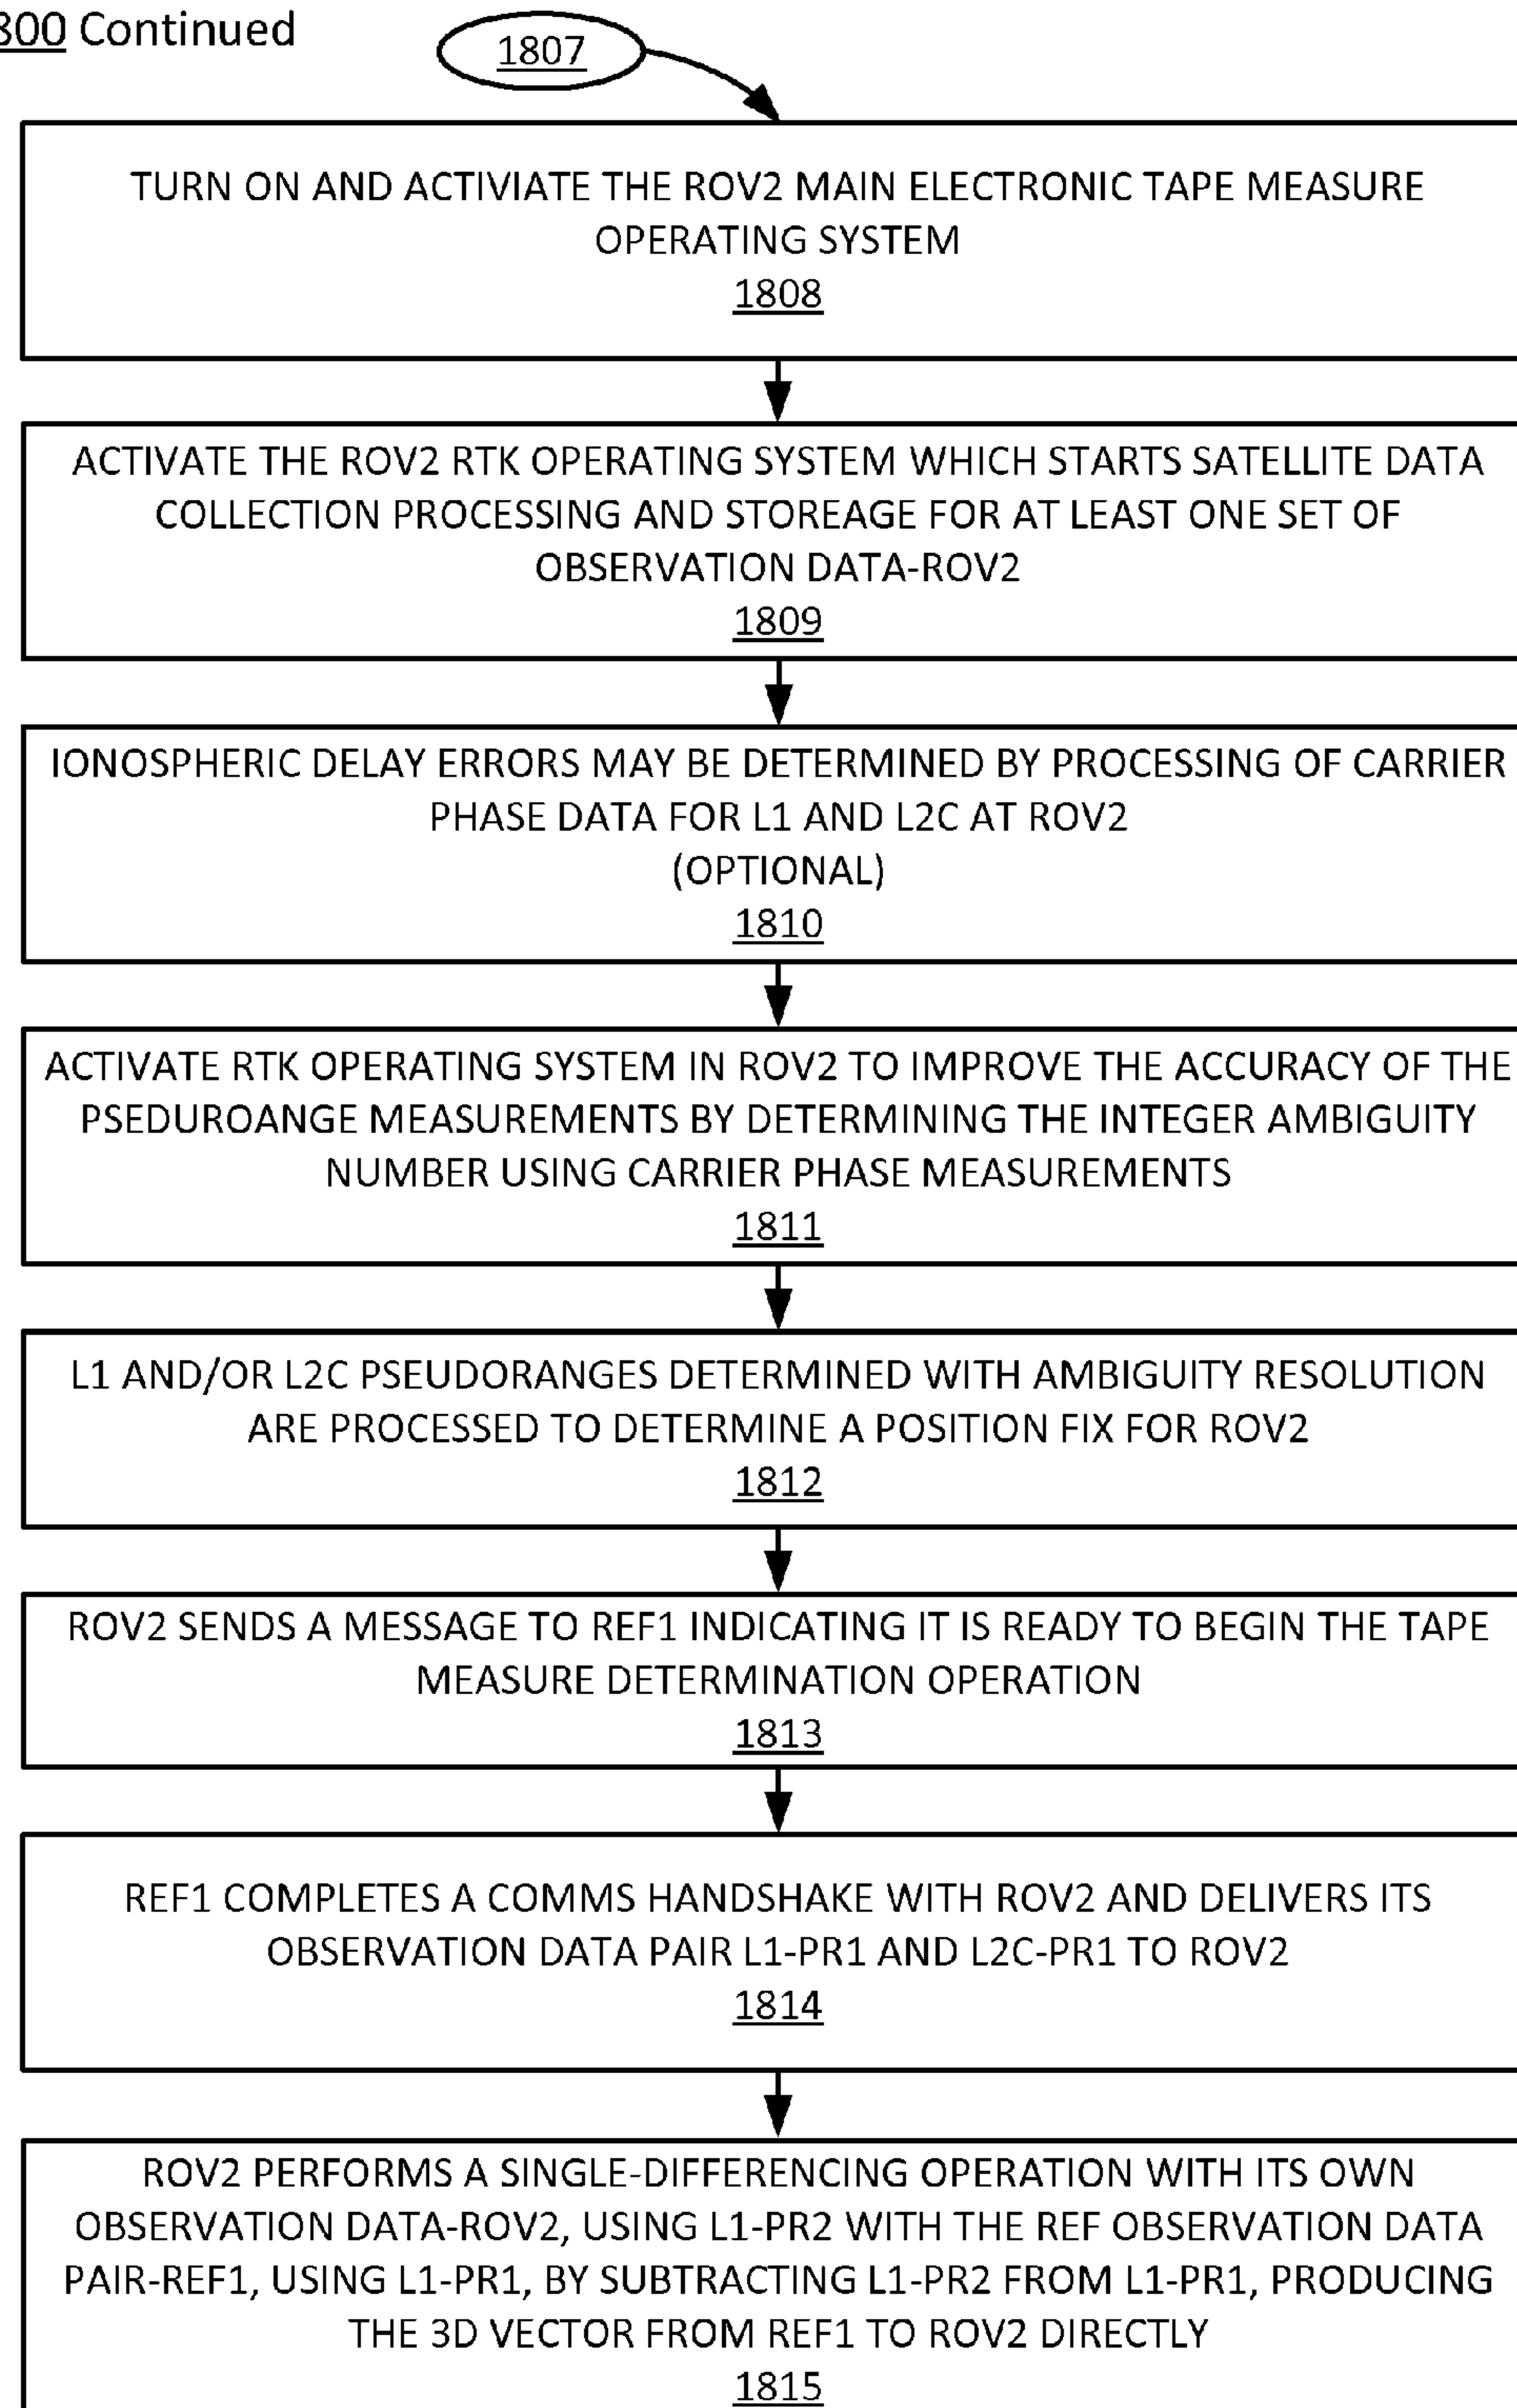 800 Continued
1807
TURN ON AND ACTIVIATE THE ROV2 MAIN ELECTRONIC TAPE MEASURE
OPERATING SYSTEM
1808
ACTIVATE THE ROV2 RTK OPERATING SYSTEM WHICH STARTS SATELLITE DATA
COLLECTION PROCESSING AND STOREAGE FOR AT LEAST ONE SET OF
OBSERVATION DATA-ROV2
1809
IONOSPHERIC DELAY ERRORS MAY BE DETERMINED BY PROCESSING OF CARRIER
PHASE DATA FOR L1 AND L2C AT ROV2
(OPTIONAL)
1810
ACTIVATE RTK OPERATING SYSTEM IN ROV2 TO IMPROVE THE ACCURACY OF THE
PSEDUROANGE MEASUREMENTS BY DETERMINING THE INTEGER AMBIGUITY
NUMBER USING CARRIER PHASE MEASUREMENTS
1811
L1 AND/OR L2C PSEUDORANGES DETERMINED WITH AMBIGUITY RESOLUTION
ARE PROCESSED TO DETERMINE A POSITION FIX FOR ROV2
1812
ROV2 SENDS A MESSAGE TO REF1 INDICATING IT IS READY TO BEGIN THE TAPE
MEASURE DETERMINATION OPERATION
1813
REF1 COMPLETES A COMMS HANDSHAKE WITH ROV2 AND DELIVERS ITS
OBSERVATION DATA PAIR L1-PR1 AND L2C-PR1 TO ROV2
1814
ROV2 PERFORMS A SINGLE-DIFFERENCING OPERATION WITH ITS OWN
OBSERVATION DATA-ROV2, USING L1-PR2 WITH THE REF OBSERVATION DATA
PAIR-REF1, USING L1-PR1, BY SUBTRACTING L1-PR2 FROM L1-PR1, PRODUCING
THE 3D VECTOR FROM REF1 TO ROV2 DIRECTLY
1815